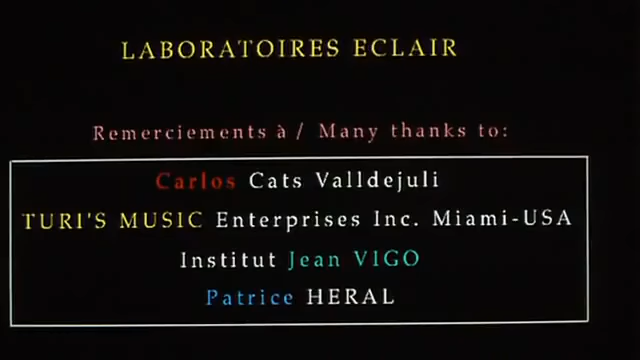 LABORATOIRES ECLAIR
Remerciements à / Many thanks to:
Carlos Cats Valldejuli
TURI'S MUSIC Enterprises Inc. Miami-USA
Institut Jean VIGO
Patrice HERAL